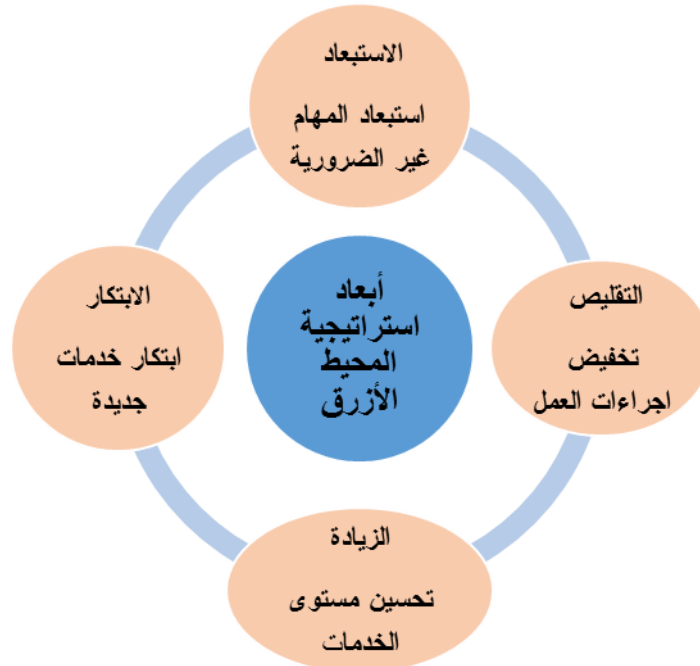 الاستبعاد
استبعاد المهام
غير الضرورية
التقليص
تخفيض
اجراءات العمل
الزيادة
تحسين مستوى
الخدمات
الابتكار
ابتكار خدمات
جديدة
أبعاد
استراتيجية
المحيط
الأزرق